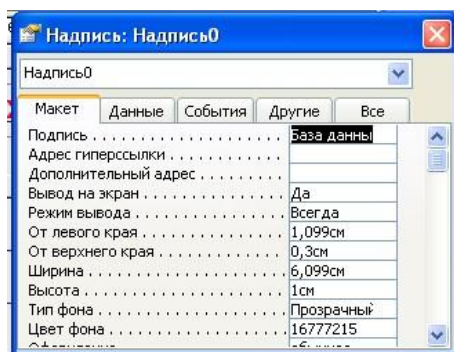 Надпись: Надпись0
Надпись0
Макет Данные События Другие Все
Подпись . . . . . . . . . . . . . . . . . . . . . База данны
Адрес гиперссылки . . . . . . . . . . . .
Дополнительный адрес . . . . . . . . .
Вывод на экран . . . . . . . . . . . . . . . Да
Режим вывода . . . . . . . . . . . . . . . . Всегда
От левого края . . . . . . . . . . . . . . . 1,099см
От верхнего края . . . . . . . . . . . . . 0,3см
Ширина . . . . . . . . . . . . . . . . . . . . . 6,099см
Высота . . . . . . . . . . . . . . . . . . . . . . 1см
Тип фона . . . . . . . . . . . . . . . . . . . . Прозрачный
Цвет фона . . . . . . . . . . . . . . . . . . . 16777215